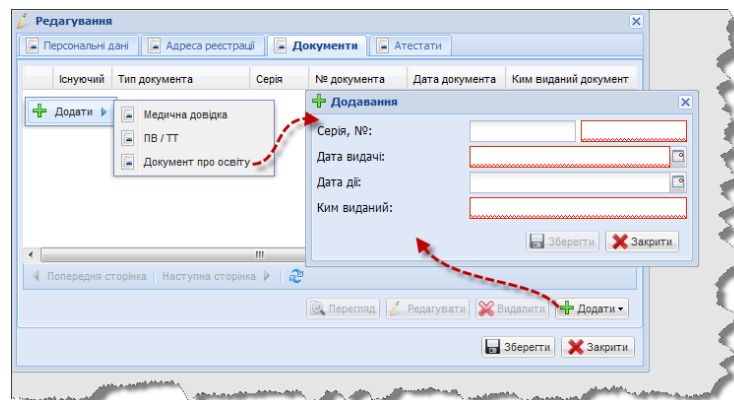 Редагування
Персональні дані Адреса реєстрації Документи Атестати
Існуючий Тип документа Серія № документа Дата документа Ким виданий документ
Додати
Медична довідка
ПВ / ТТ
Документ про освіту
Додавання
Серія, №:
Дата видачі:
Дата дії:
Ким виданий:
Зберегти Закрити
Попередня сторінка Наступна сторінка
Перегляд Редагувати Видалити Додати
Зберегти Закрити